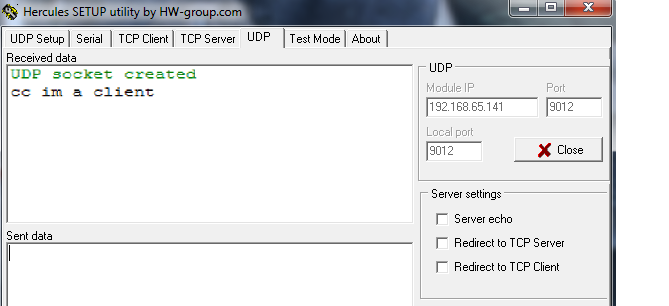 Hercules SETUP utility by HW-group.com
UDP Setup Serial TCP Client TCP Server UDP Test Mode About
Received data
UDP socket created
cc im a client
UDP
Module IP Port
192.168.65.141 9012
Local port
9012 Close
Server settings
Server echo
Redirect to TCP Server
Redirect to TCP Client
Sent data